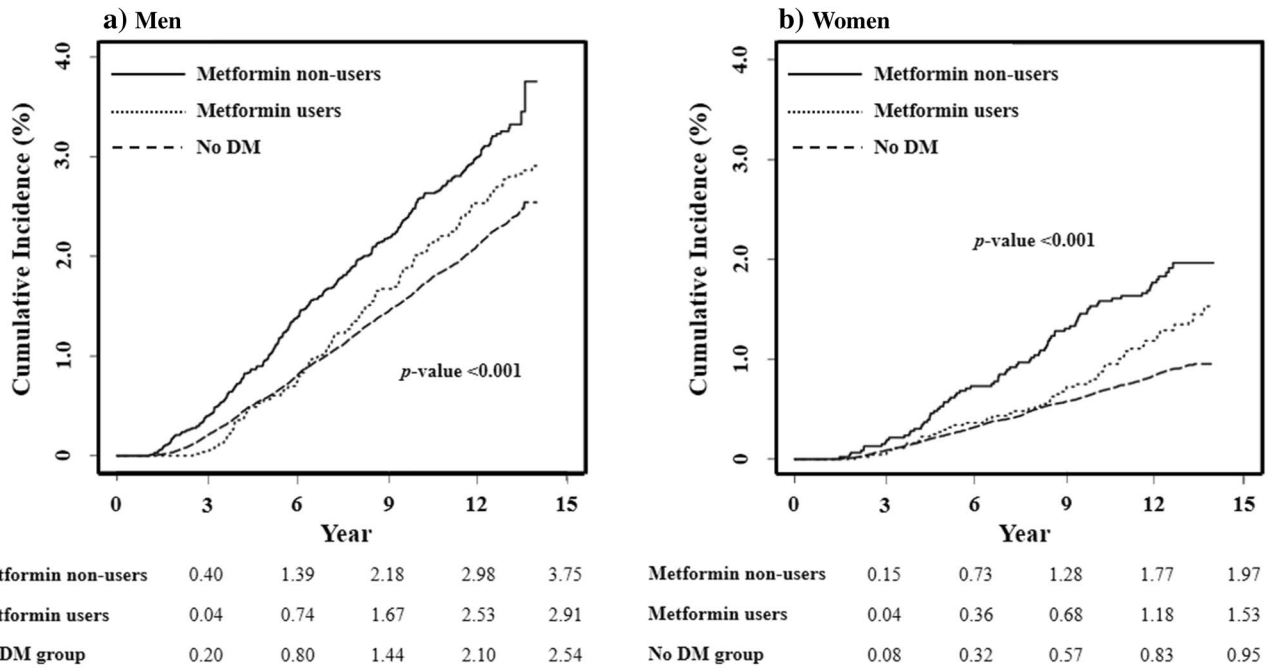 a) Men
4.0
3.0
2.0
1.0
0
Cumulative Incidence (%)
Metformin non-users
Metformin users
No DM
p-value <0.001
0 3 6 9 12 15
Year
tformin non-users 0.40 1.39 2.18 2.98 3.75
tformin users 0.04 0.74 1.67 2.53 2.91
DM group 0.20 0.80 1.44 2.10 2.54
b) Women
4.0
3.0
2.0
1.0
0
Cumulative Incidence (%)
Metformin non-users
Metformin users
No DM
p-value <0.001
0 3 6 9 12 15
Year
Metformin non-users 0.15 0.73 1.28 1.77 1.97
Metformin users 0.04 0.36 0.68 1.18 1.53
No DM group 0.08 0.32 0.57 0.83 0.95